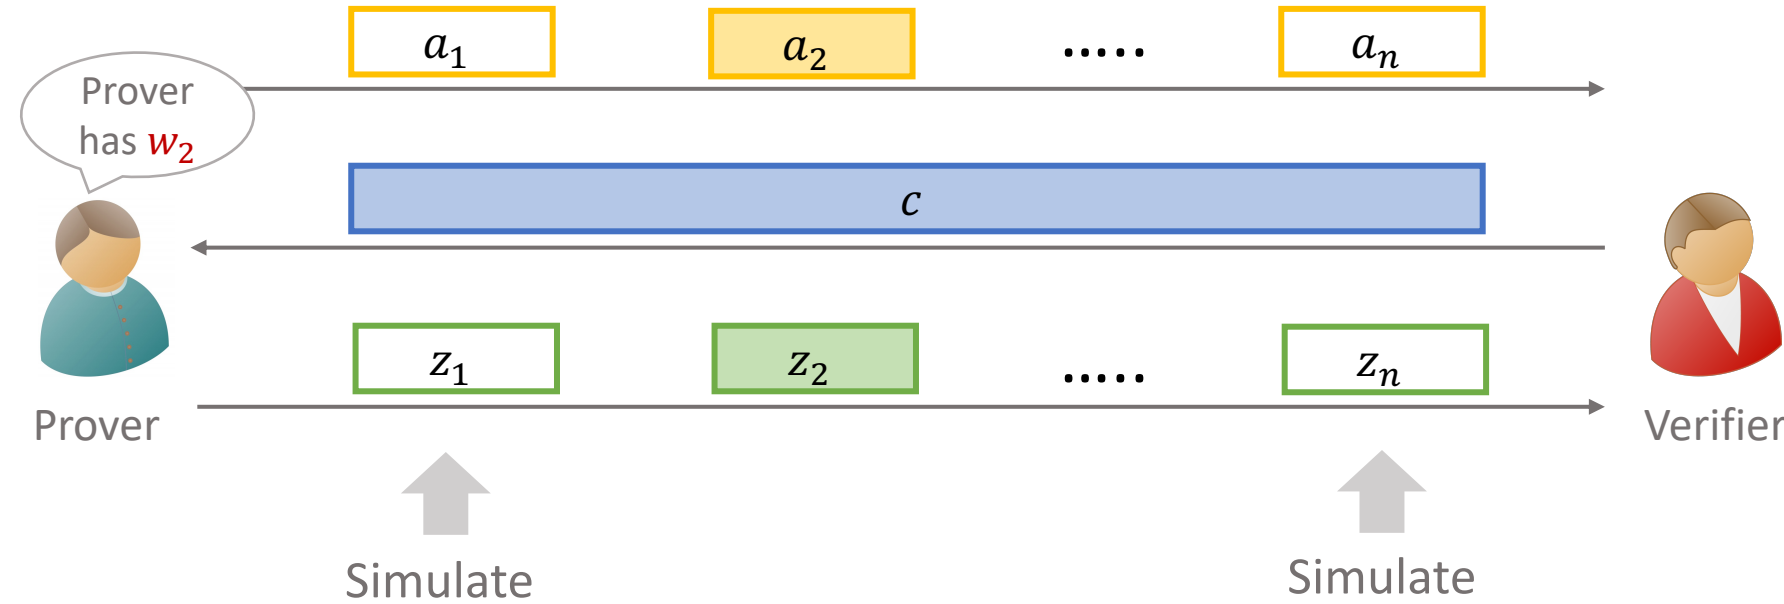 a₁ a₂ ..... aₙ
Prover
has w₂
c
z₁ z₂ ..... zₙ
Prover
Verifier
Simulate
Simulate